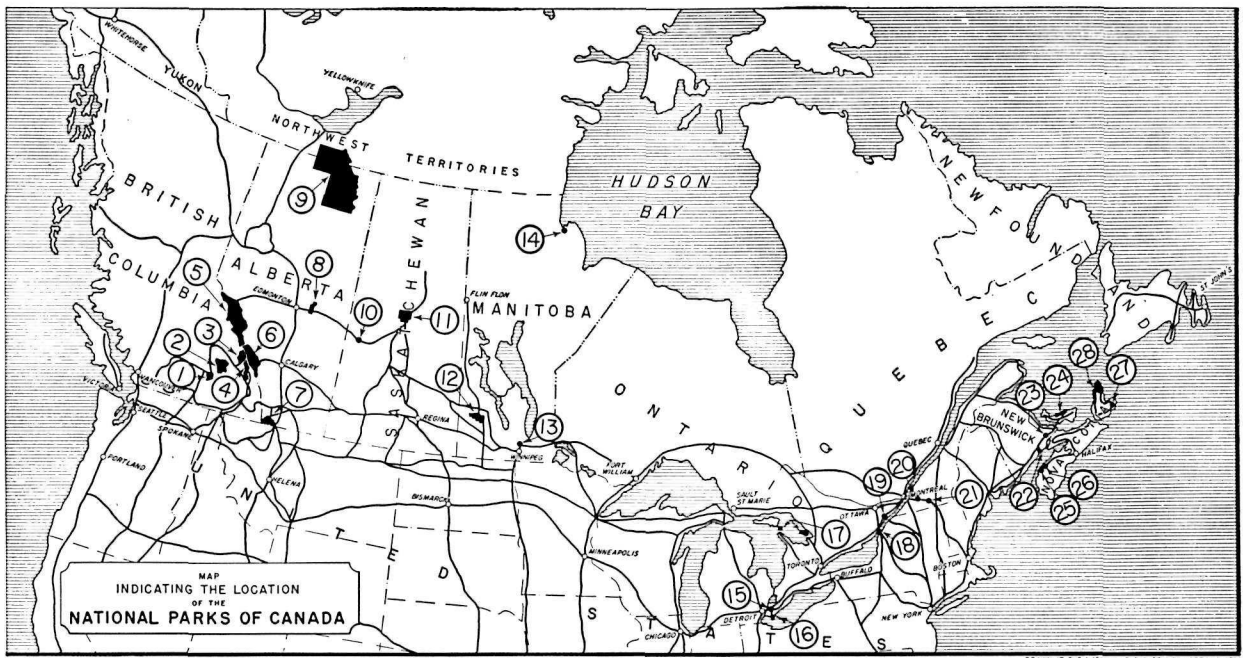 WHITEHORSE
YUKON
YELLOWKNIFE
NORTHWEST TERRITORIES
HUDSON
BAY
NEWFOUNDLAND
ST JOHN'S
BRITISH
COLUMBIA
ALBERTA
SASKATCHEWAN
MANITOBA
ONTARIO
QUEBEC
9
14
5
8
EDMONTON
10
11
FLIN FLON
3
6
2
1
4
7
CALGARY
12
REGINA
13
WINNIPEG
VICTORIA
VANCOUVER
SEATTLE
SPOKANE
PORTLAND
HELENA
BISMARCK
FORT
WILLIAM
SAULT
ST MARIE
MINNEAPOLIS
CHICAGO
DETROIT
15
16
TORONTO
BUFFALO
17
OTTAWA
18
19
20
MONTREAL
21
QUEBEC
BOSTON
NEW YORK
NEW
BRUNSWICK
NOVA SCOTIA
HALIFAX
22
23
24
25
26
27
28
UNITED STATES
MAP
INDICATING THE LOCATION
OF THE
NATIONAL PARKS OF CANADA